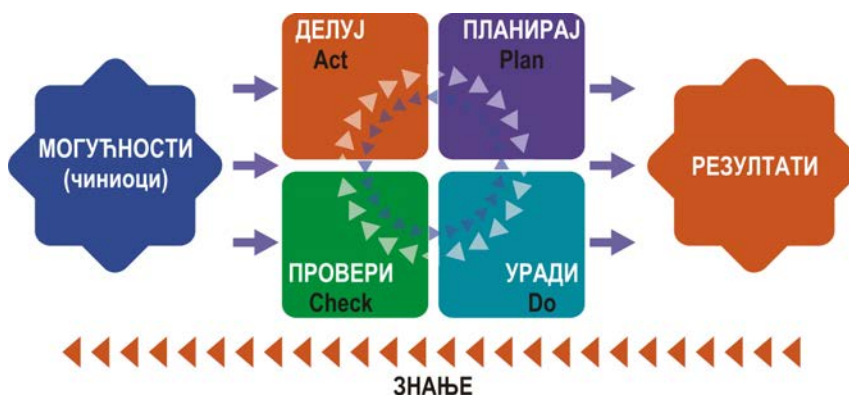 ДЕЛУЈ
Act
ПЛАНИРАЈ
Plan
МОГУЋНОСТИ
(чиниоци)
РЕЗУЛТАТИ
ПРОВЕРИ
Check
УРАДИ
Do
ЗНАЊЕ